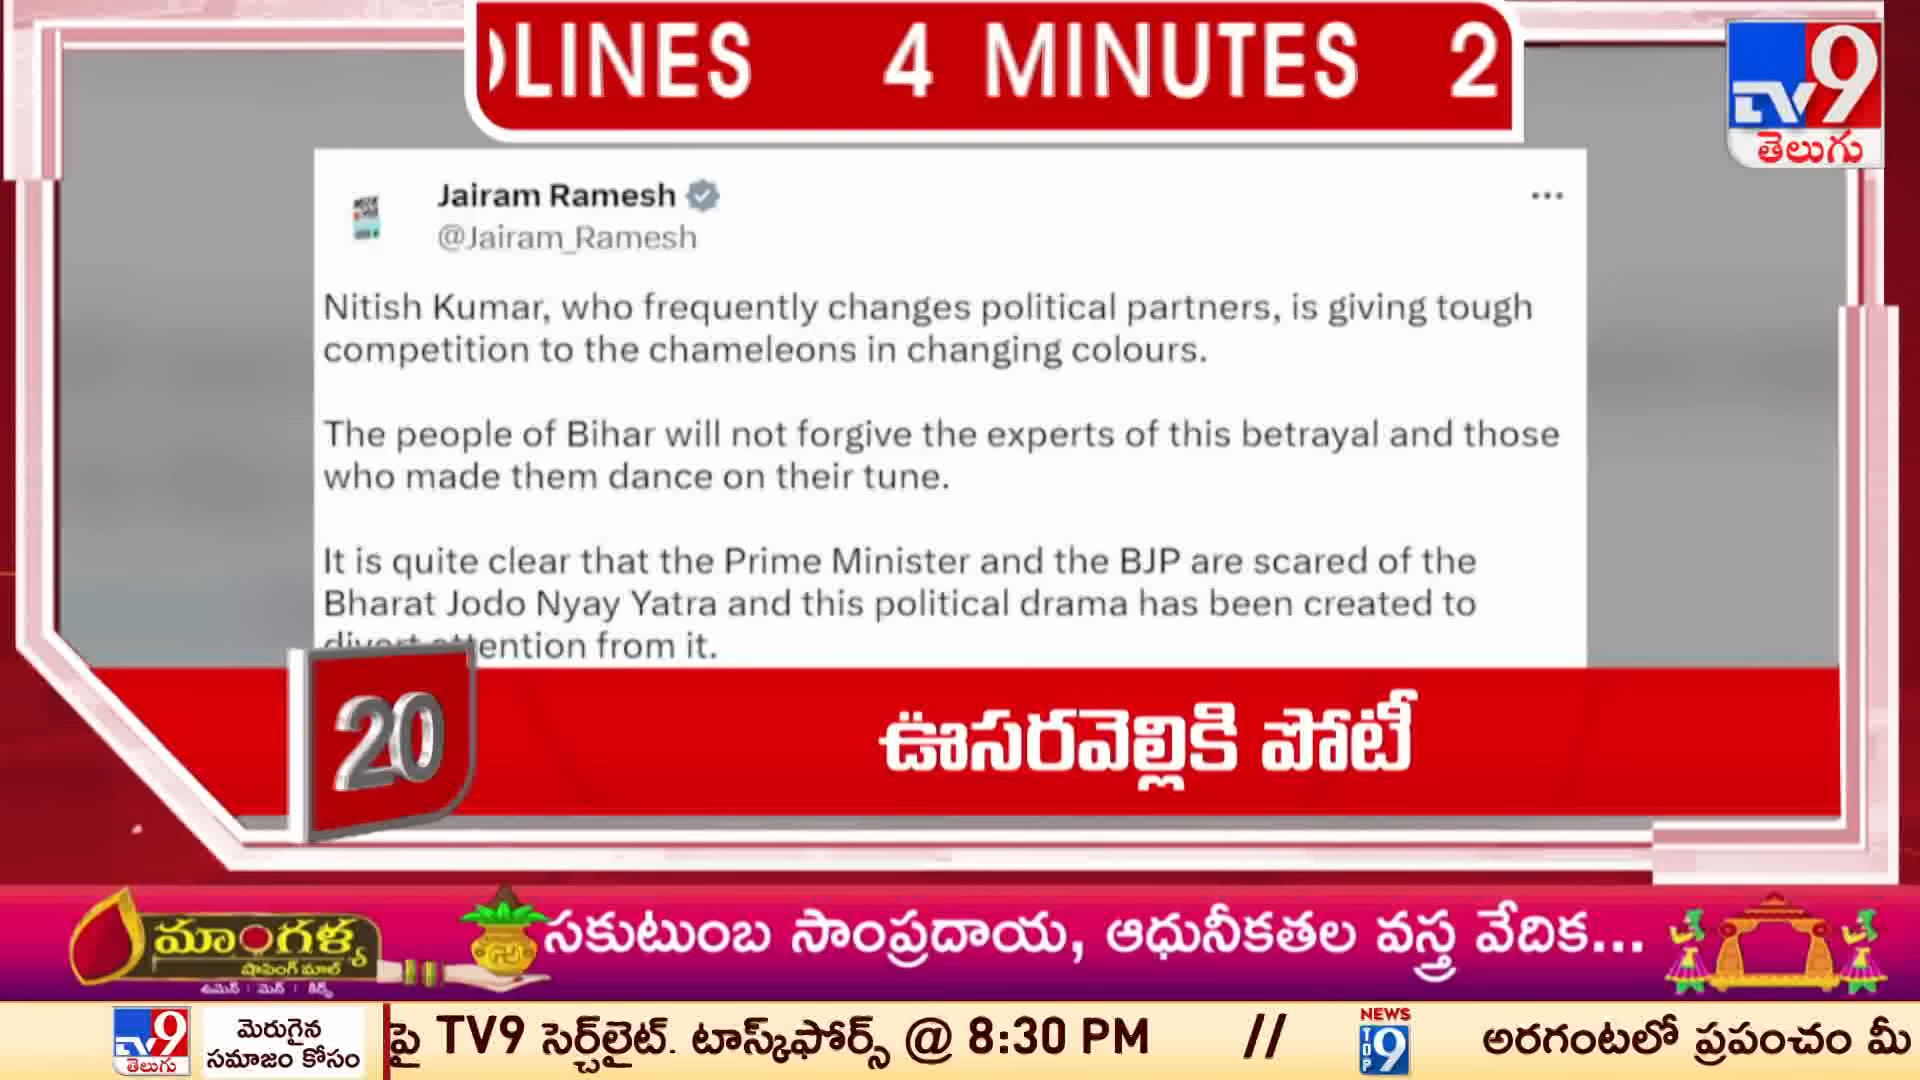 LINES 4 MINUTES 2
TV9
తెలుగు
Jairam Ramesh
@Jairam_Ramesh
Nitish Kumar, who frequently changes political partners, is giving tough
competition to the chameleons in changing colours.
The people of Bihar will not forgive the experts of this betrayal and those
who made them dance on their tune.
It is quite clear that the Prime Minister and the BJP are scared of the
Bharat Jodo Nyay Yatra and this political drama has been created to
divert attention from it.
20
ఊసరవెల్లికి పోటీ
మాంగళ్య
షాపింగ్ మాల్
ఉమెన్ | మెన్ | కిడ్స్
సకుటుంబ సాంప్రదాయ, ఆధునీకతల వస్త్ర వేదిక...
TV9
తెలుగు
మెరుగైన
సమాజం కోసం
పై TV9 సెర్చ్‌లైట్. టాస్క్‌ఫోర్స్ @ 8:30 PM // NEWS TOP 9 అరగంటలో ప్రపంచం మీ